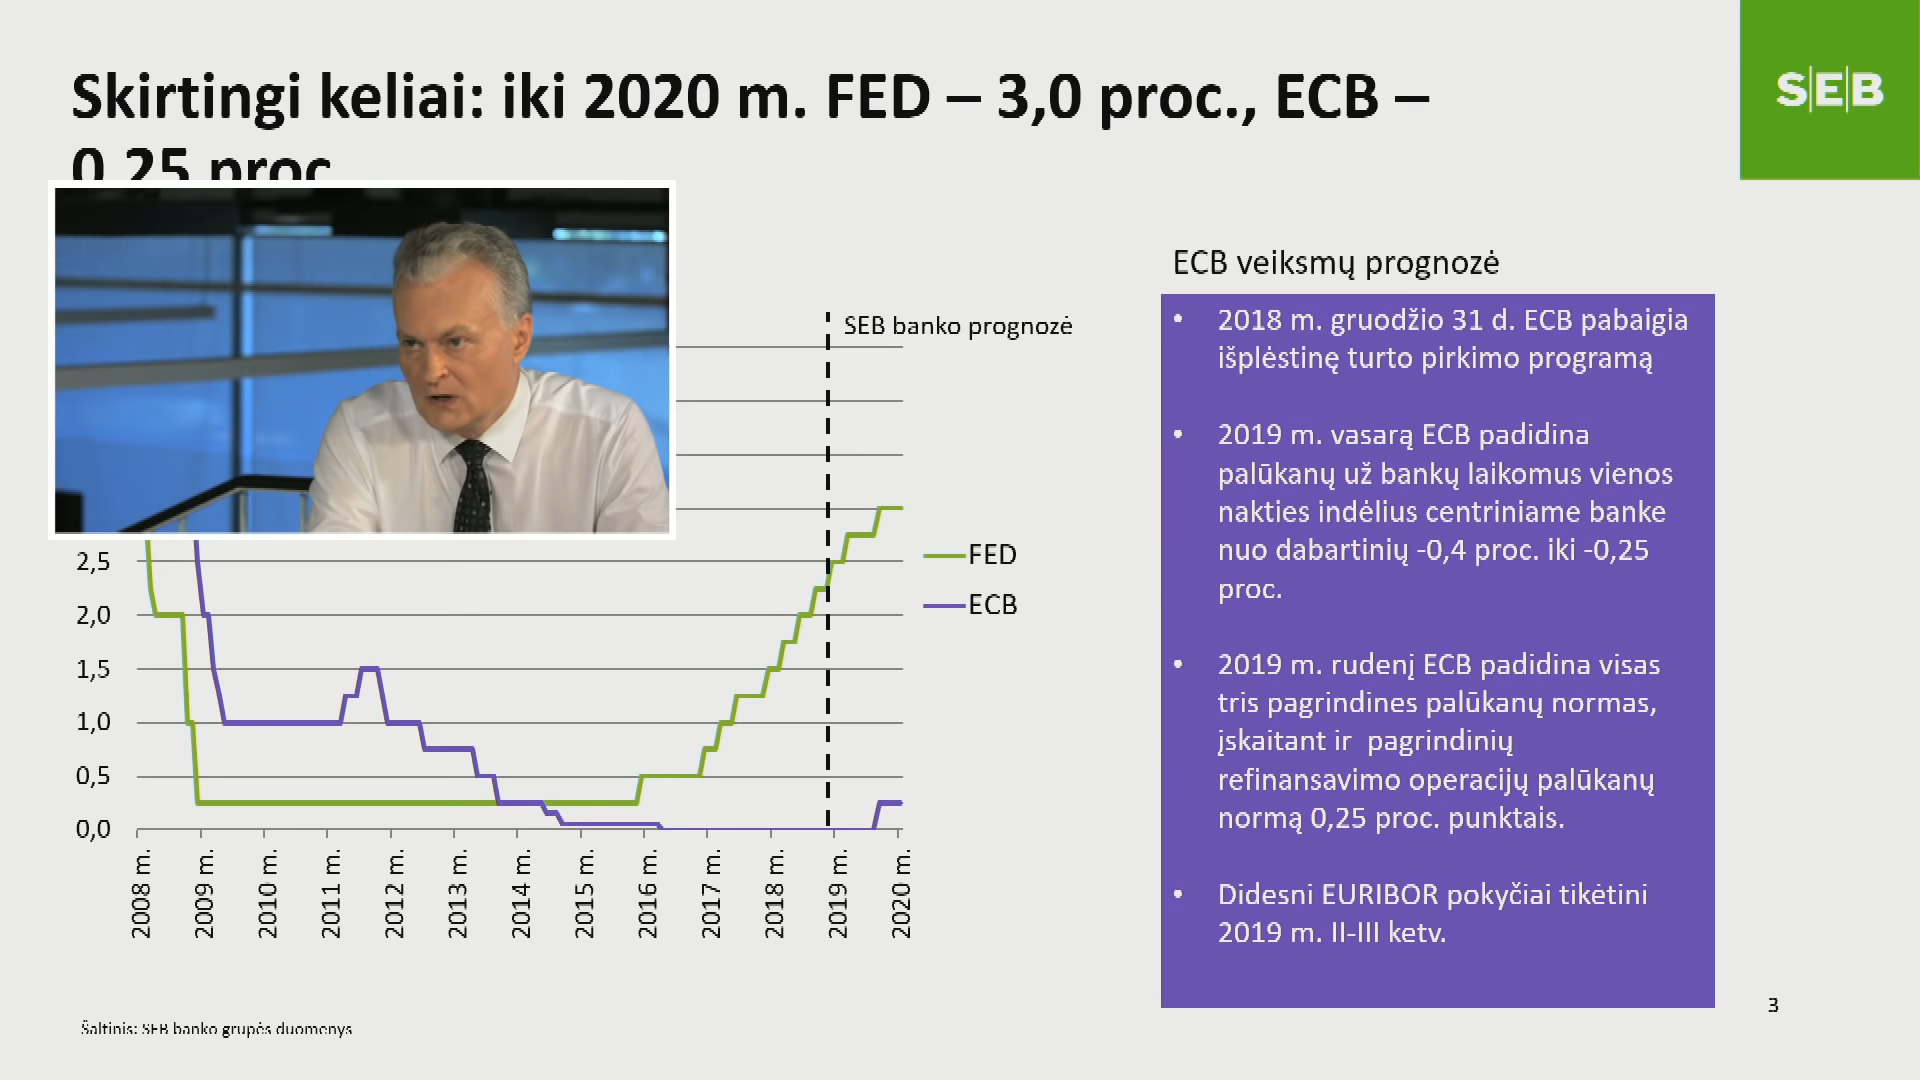 Skirtingi keliai: iki 2020 m. FED – 3,0 proc., ECB –
0,25 proc
SEB
ECB veiksmų prognozė
SEB banko prognozė
• 2018 m. gruodžio 31 d. ECB pabaigia
išplėstinę turto pirkimo programą
• 2019 m. vasarą ECB padidina
palūkanų už bankų laikomus vienos
nakties indėlius centriniame banke
nuo dabartinių -0,4 proc. iki -0,25
proc.
• 2019 m. rudenį ECB padidina visas
tris pagrindines palūkanų normas,
įskaitant ir  pagrindinių
refinansavimo operacijų palūkanų
normą 0,25 proc. punktais.
• Didesni EURIBOR pokyčiai tikėtini
2019 m. II-III ketv.
FED
ECB
2,5
2,0
1,5
1,0
0,5
0,0
2008 m.
2009 m.
2010 m.
2011 m.
2012 m.
2013 m.
2014 m.
2015 m.
2016 m.
2017 m.
2018 m.
2019 m.
2020 m.
Šaltinis: SEB banko grupės duomenys
3